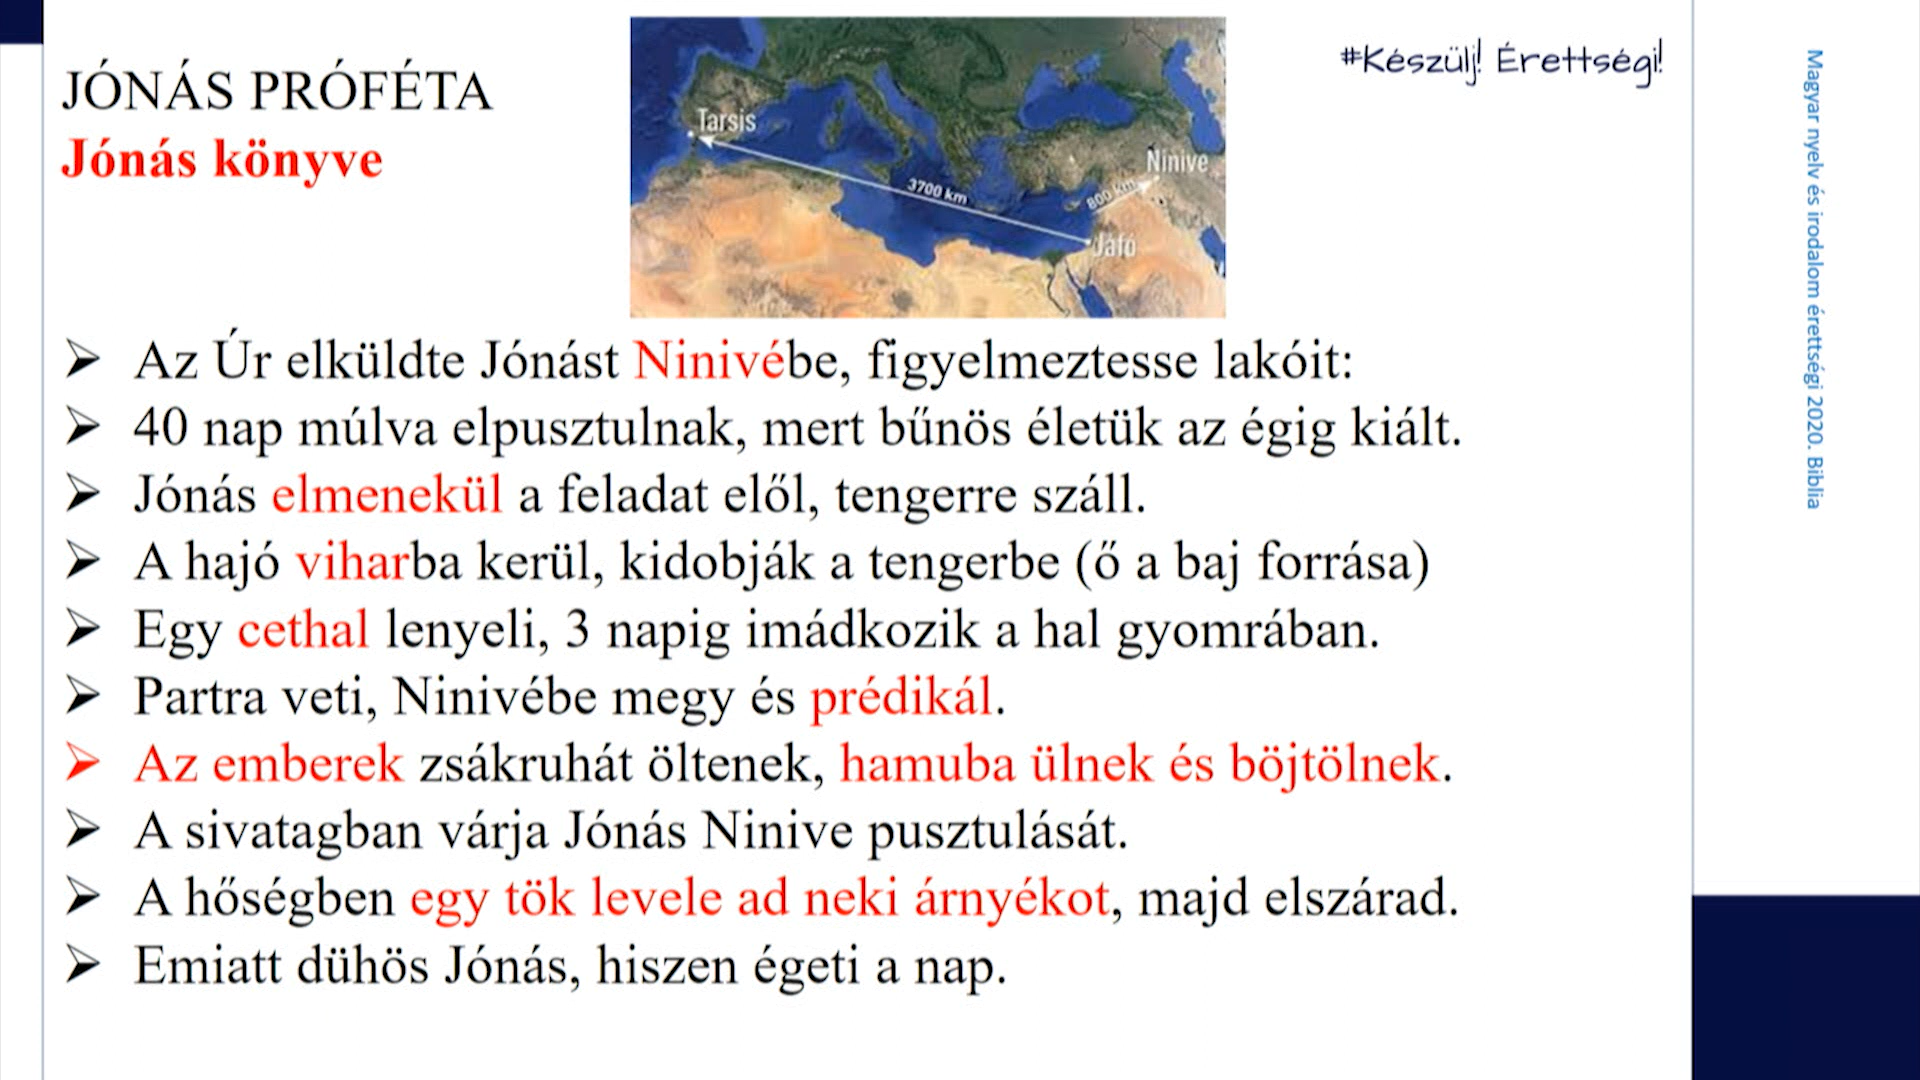 JÓNÁS PRÓFÉTA
Jónás könyve
Tarsis
3700 km
Jáfó
800 km
Ninive
#Készülj! Érettségi!
➢ Az Úr elküldte Jónást Ninivébe, figyelmeztesse lakóit:
➢ 40 nap múlva elpusztulnak, mert bűnös életük az égig kiált.
➢ Jónás elmenekül a feladat elől, tengerre száll.
➢ A hajó viharba kerül, kidobják a tengerbe (ő a baj forrása)
➢ Egy cethal lenyeli, 3 napig imádkozik a hal gyomrában.
➢ Partra veti, Ninivébe megy és prédikál.
➢ Az emberek zsákruhát öltenek, hamuba ülnek és böjtölnek.
➢ A sivatagban várja Jónás Ninive pusztulását.
➢ A hőségben egy tök levele ad neki árnyékot, majd elszárad.
➢ Emiatt dühös Jónás, hiszen égeti a nap.
Magyar nyelv és irodalom érettségi 2020. Biblia